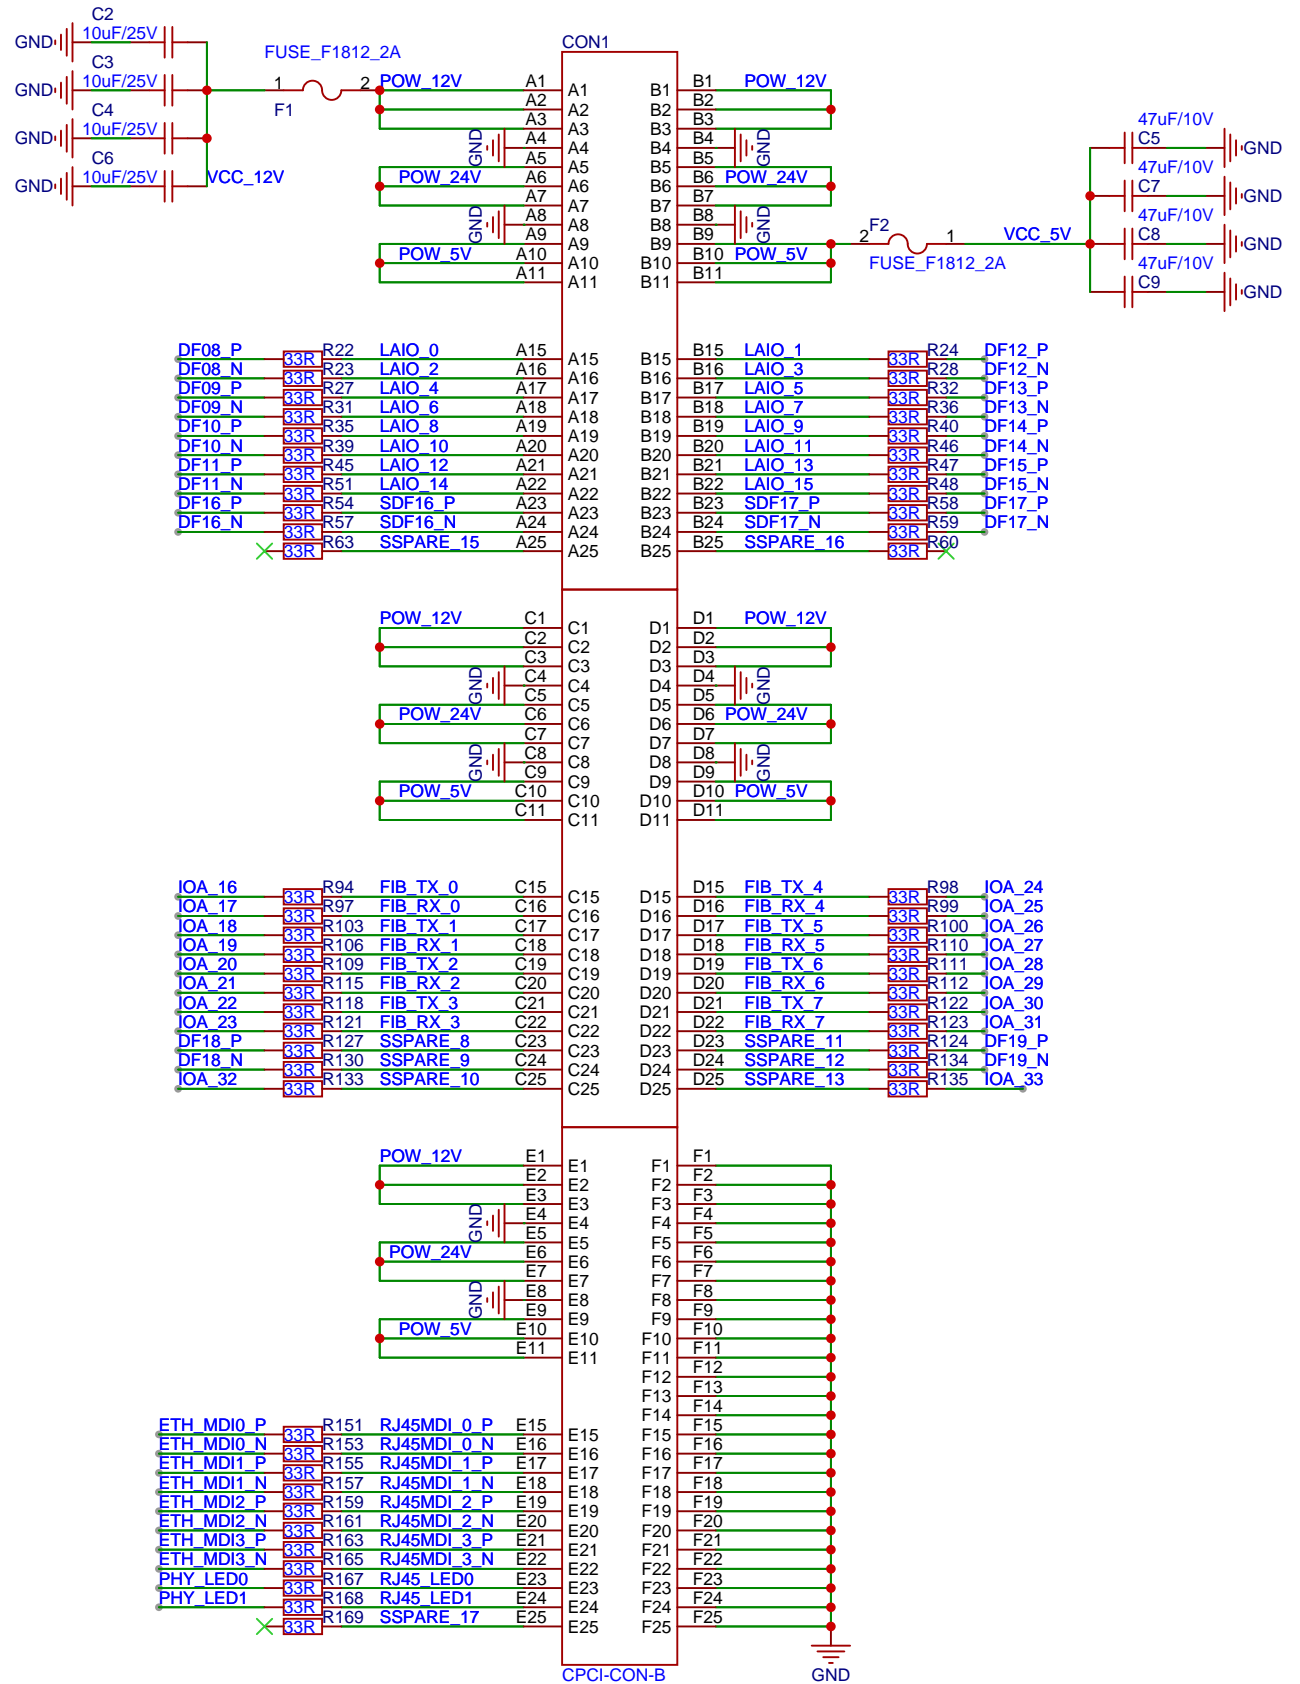 C2
GND 10uF/25V
C3
GND 10uF/25V
C4
GND 10uF/25V
C6
GND 10uF/25V
VCC_12V
FUSE_F1812_2A
1 2
F1
CON1
POW_12V A1 A1 B1 B1 POW_12V
A2 A2 B2 B2
A3 A3 B3 B3
GND A4 A4 B4 B4 GND
A5 A5 B5 B5
POW_24V A6 A6 B6 B6 POW_24V
A7 A7 B7 B7
GND A8 A8 B8 B8 GND
A9 A9 B9 B9
POW_5V A10 A10 B10 B10 POW_5V
A11 A11 B11 B11
F2
2 1
FUSE_F1812_2A
VCC_5V
47uF/10V
C5 GND
47uF/10V
C7 GND
47uF/10V
C8 GND
47uF/10V
C9 GND
DF08_P 33R R22 LAIO_0 A15 A15 B15 B15 LAIO_1 33R R24 DF12_P
DF08_N 33R R23 LAIO_2 A16 A16 B16 B16 LAIO_3 33R R28 DF12_N
DF09_P 33R R27 LAIO_4 A17 A17 B17 B17 LAIO_5 33R R32 DF13_P
DF09_N 33R R31 LAIO_6 A18 A18 B18 B18 LAIO_7 33R R36 DF13_N
DF10_P 33R R35 LAIO_8 A19 A19 B19 B19 LAIO_9 33R R40 DF14_P
DF10_N 33R R39 LAIO_10 A20 A20 B20 B20 LAIO_11 33R R46 DF14_N
DF11_P 33R R45 LAIO_12 A21 A21 B21 B21 LAIO_13 33R R47 DF15_P
DF11_N 33R R51 LAIO_14 A22 A22 B22 B22 LAIO_15 33R R48 DF15_N
DF16_P 33R R54 SDF16_P A23 A23 B23 B23 SDF17_P 33R R58 DF17_P
DF16_N 33R R57 SDF16_N A24 A24 B24 B24 SDF17_N 33R R59 DF17_N
33R R63 SSPARE_15 A25 A25 B25 B25 SSPARE_16 33R R60
POW_12V C1 C1 D1 D1 POW_12V
C2 C2 D2 D2
C3 C3 D3 D3
GND C4 C4 D4 D4 GND
C5 C5 D5 D5
POW_24V C6 C6 D6 D6 POW_24V
C7 C7 D7 D7
GND C8 C8 D8 D8 GND
C9 C9 D9 D9
POW_5V C10 C10 D10 D10 POW_5V
C11 C11 D11 D11
IOA_16 33R R94 FIB_TX_0 C15 C15 D15 D15 FIB_TX_4 33R R98 IOA_24
IOA_17 33R R97 FIB_RX_0 C16 C16 D16 D16 FIB_RX_4 33R R99 IOA_25
IOA_18 33R R103 FIB_TX_1 C17 C17 D17 D17 FIB_TX_5 33R R100 IOA_26
IOA_19 33R R106 FIB_RX_1 C18 C18 D18 D18 FIB_RX_5 33R R110 IOA_27
IOA_20 33R R109 FIB_TX_2 C19 C19 D19 D19 FIB_TX_6 33R R111 IOA_28
IOA_21 33R R115 FIB_RX_2 C20 C20 D20 D20 FIB_RX_6 33R R112 IOA_29
IOA_22 33R R118 FIB_TX_3 C21 C21 D21 D21 FIB_TX_7 33R R122 IOA_30
IOA_23 33R R121 FIB_RX_3 C22 C22 D22 D22 FIB_RX_7 33R R123 IOA_31
DF18_P 33R R127 SSPARE_8 C23 C23 D23 D23 SSPARE_11 33R R124 DF19_P
DF18_N 33R R130 SSPARE_9 C24 C24 D24 D24 SSPARE_12 33R R134 DF19_N
IOA_32 33R R133 SSPARE_10 C25 C25 D25 D25 SSPARE_13 33R R135 IOA_33
POW_12V E1 E1 F1 F1
E2 E2 F2 F2
E3 E3 F3 F3
GND E4 E4 F4 F4
E5 E5 F5 F5
POW_24V E6 E6 F6 F6
E7 E7 F7 F7
GND E8 E8 F8 F8
E9 E9 F9 F9
POW_5V E10 E10 F10 F10
E11 E11 F11 F11
F12 F12
F13 F13
F14 F14
ETH_MDI0_P 33R R151 RJ45MDI_0_P E15 E15 F15 F15
ETH_MDI0_N 33R R153 RJ45MDI_0_N E16 E16 F16 F16
ETH_MDI1_P 33R R155 RJ45MDI_1_P E17 E17 F17 F17
ETH_MDI1_N 33R R157 RJ45MDI_1_N E18 E18 F18 F18
ETH_MDI2_P 33R R159 RJ45MDI_2_P E19 E19 F19 F19
ETH_MDI2_N 33R R161 RJ45MDI_2_N E20 E20 F20 F20
ETH_MDI3_P 33R R163 RJ45MDI_3_P E21 E21 F21 F21
ETH_MDI3_N 33R R165 RJ45MDI_3_N E22 E22 F22 F22
PHY_LED0 33R R167 RJ45_LED0 E23 E23 F23 F23
PHY_LED1 33R R168 RJ45_LED1 E24 E24 F24 F24
33R R169 SSPARE_17 E25 E25 F25 F25
CPCI-CON-B
GND